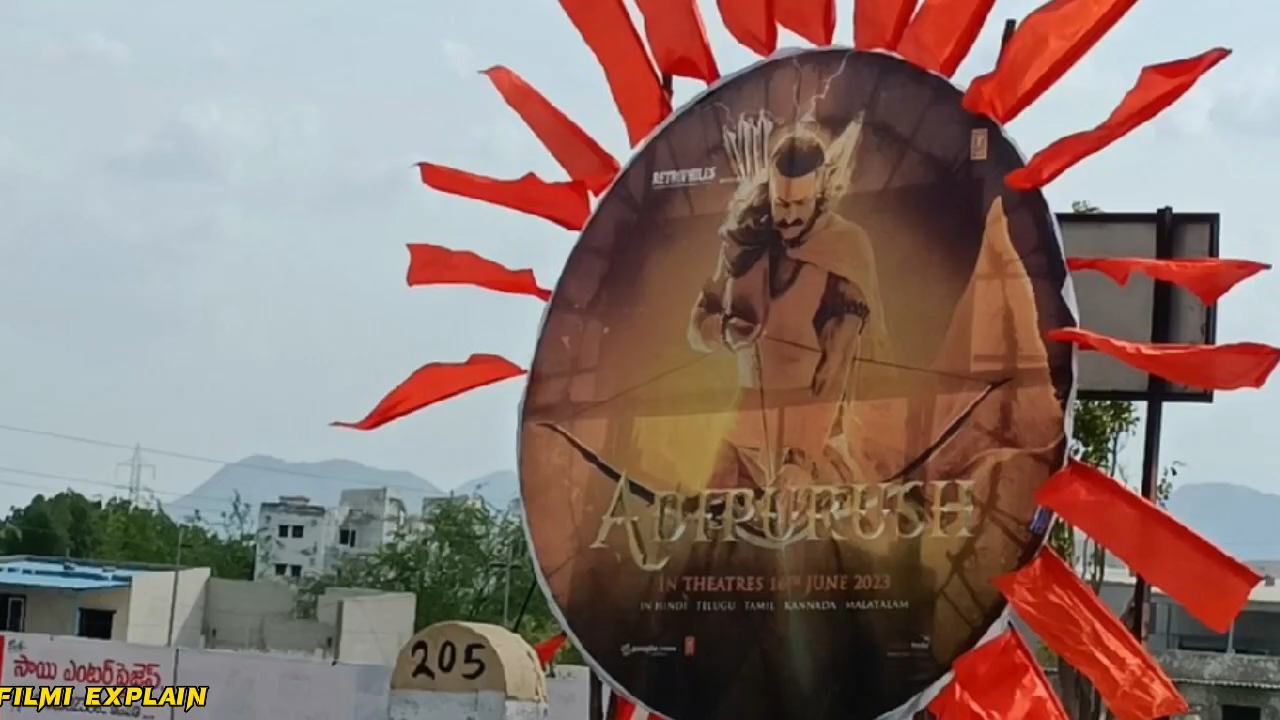 RETROPHILES
ADIPURUSH
IN THEATRES 16TH JUNE 2023
IN HINDI TELUGU TAMIL KANNADA MALAYALAM
205
సాయి ఎంటర్ ప్రైజెస్
FILMI EXPLAIN